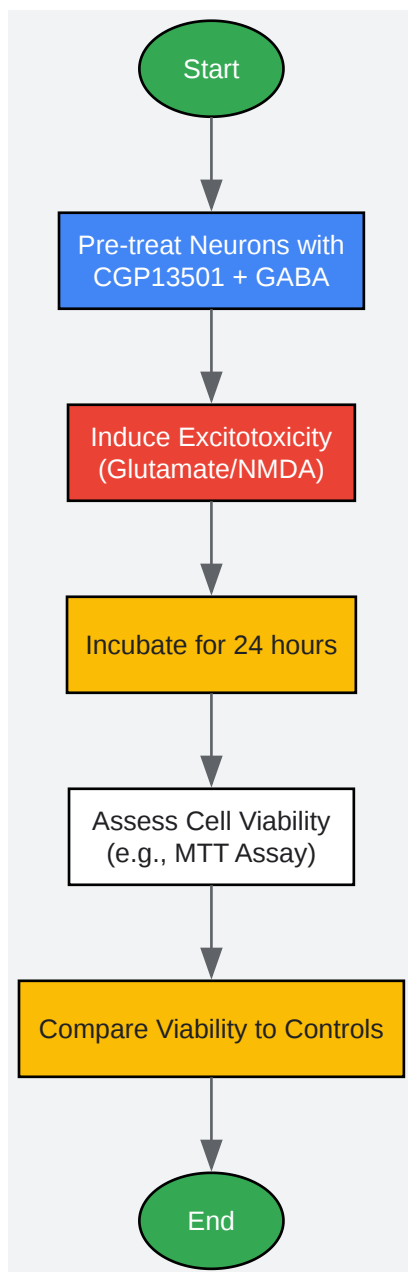 Start
Pre-treat Neurons with
CGP13501 + GABA
Induce Excitotoxicity
(Glutamate/NMDA)
Incubate for 24 hours
Assess Cell Viability
(e.g., MTT Assay)
Compare Viability to Controls
End